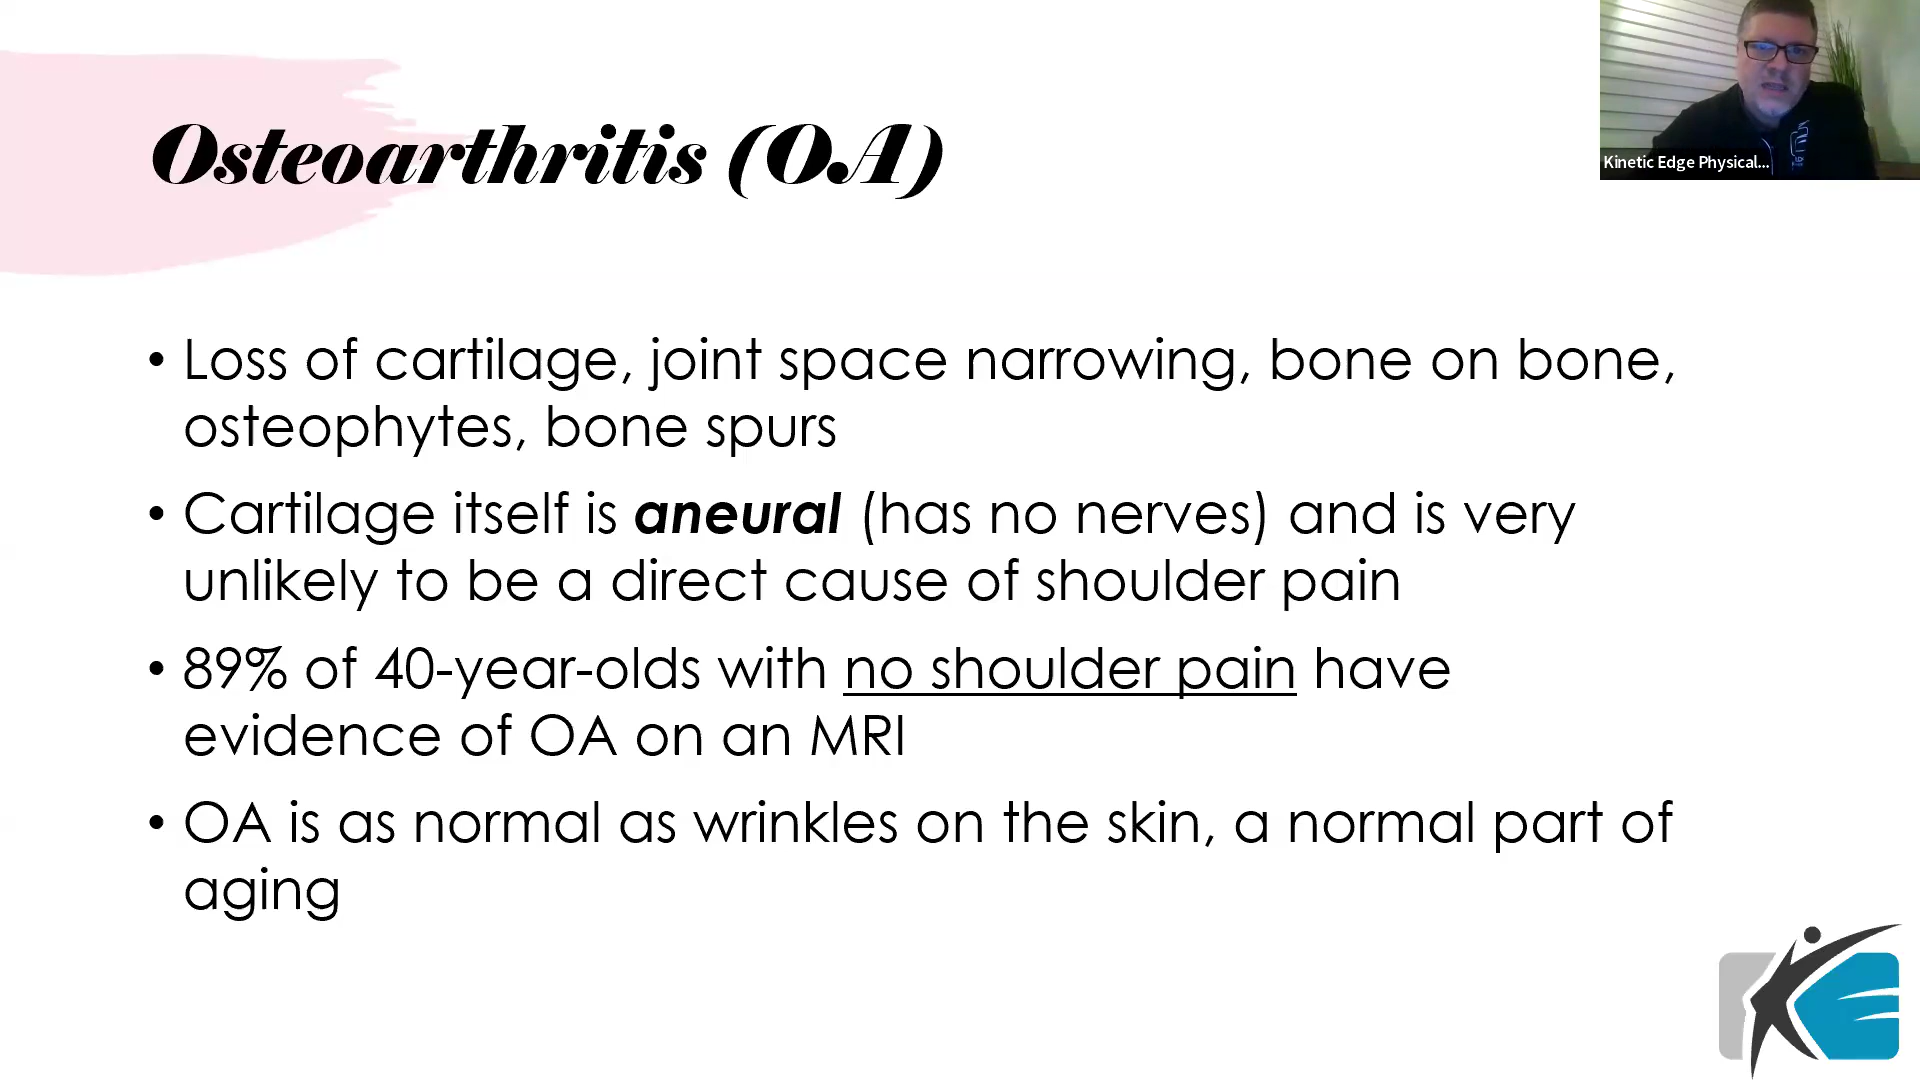 Osteoarthritis (OA)
Kinetic Edge Physical...
• Loss of cartilage, joint space narrowing, bone on bone,
osteophytes, bone spurs
• Cartilage itself is aneural (has no nerves) and is very
unlikely to be a direct cause of shoulder pain
• 89% of 40-year-olds with no shoulder pain have
evidence of OA on an MRI
• OA is as normal as wrinkles on the skin, a normal part of
aging